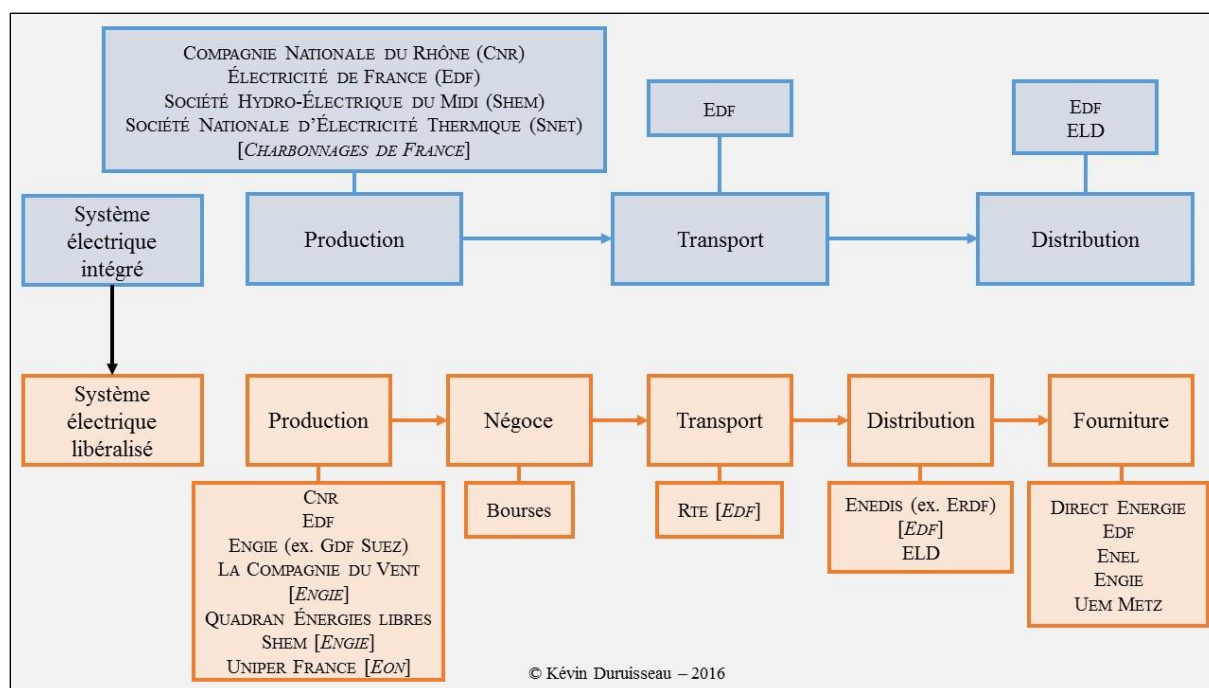 COMPAGNIE NATIONALE DU RHÔNE (CNR)
ÉLECTRICITÉ DE FRANCE (EDF)
SOCIÉTÉ HYDRO-ÉLECTRIQUE DU MIDI (SHEM)
SOCIÉTÉ NATIONALE D'ÉLECTRICITÉ THERMIQUE (SNET)
[CHARBONNAGES DE FRANCE]
EDF
EDF
ELD
Système
électrique
intégré
Production
Transport
Distribution
Système
électrique
libéralisé
Production
Négoce
Transport
Distribution
Fourniture
CNR
EDF
ENGIE (ex. GDF SUEZ)
LA COMPAGNIE DU VENT
[ENGIE]
QUADRAN ÉNERGIES LIBRES
SHEM [ENGIE]
UNIPER FRANCE [EON]
Bourses
RTE [EDF]
ENEDIS (ex. ERDF)
[EDF]
ELD
DIRECT ENERGIE
EDF
ENEL
ENGIE
UEM METZ
© Kévin Duruisseau – 2016